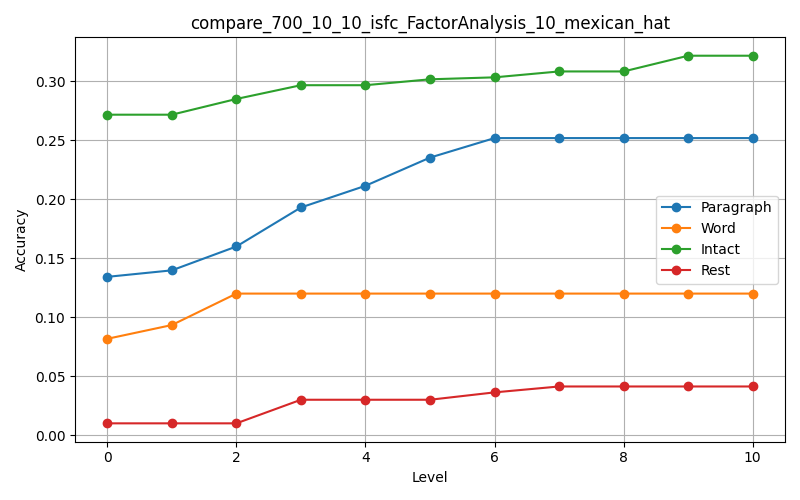 compare_700_10_10_isfc_FactorAnalysis_10_mexican_hat
Accuracy
0.30
0.25
0.20
0.15
0.10
0.05
0.00
Paragraph
Word
Intact
Rest
0 2 4 6 8 10
Level